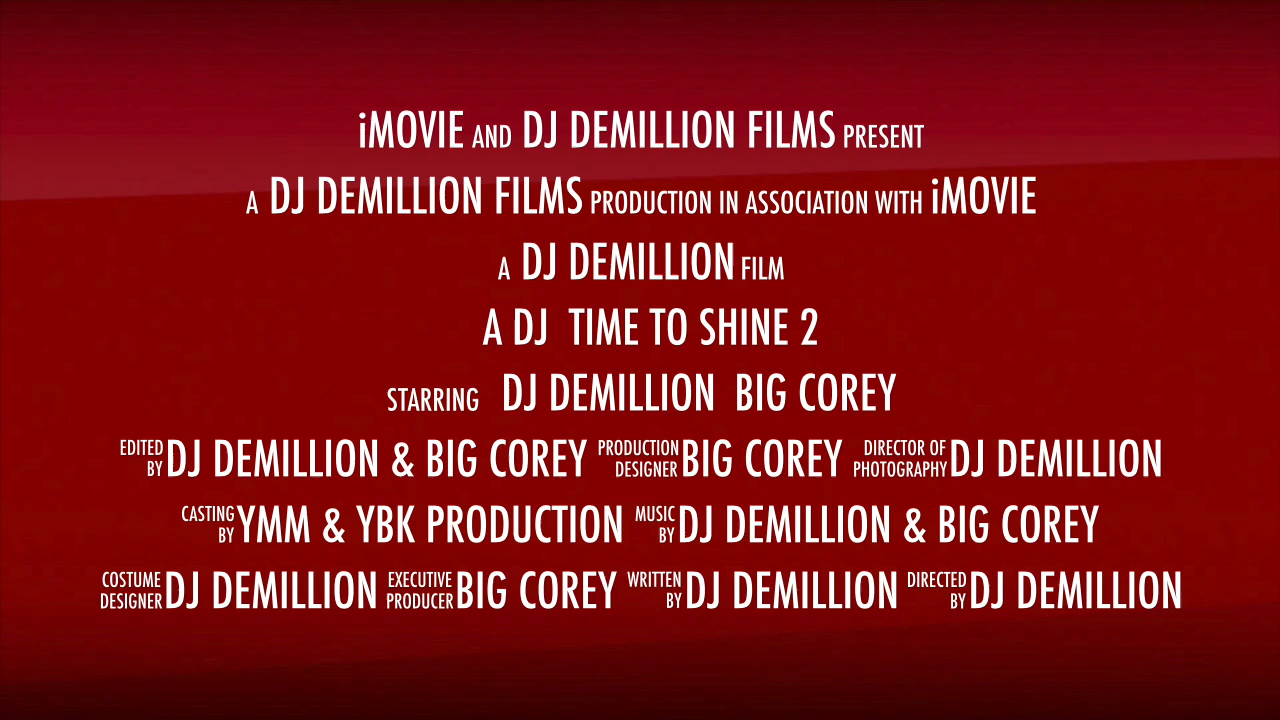 iMOVIE AND DJ DEMILLION FILMS PRESENT
A DJ DEMILLION FILMS PRODUCTION IN ASSOCIATION WITH iMOVIE
A DJ DEMILLION FILM
A DJ TIME TO SHINE 2
STARRING DJ DEMILLION BIG COREY
EDITED BY DJ DEMILLION & BIG COREY PRODUCTION DESIGNER BIG COREY DIRECTOR OF PHOTOGRAPHY DJ DEMILLION
CASTING BY YMM & YBK PRODUCTION MUSIC BY DJ DEMILLION & BIG COREY
COSTUME DESIGNER DJ DEMILLION EXECUTIVE PRODUCER BIG COREY WRITTEN BY DJ DEMILLION DIRECTED BY DJ DEMILLION